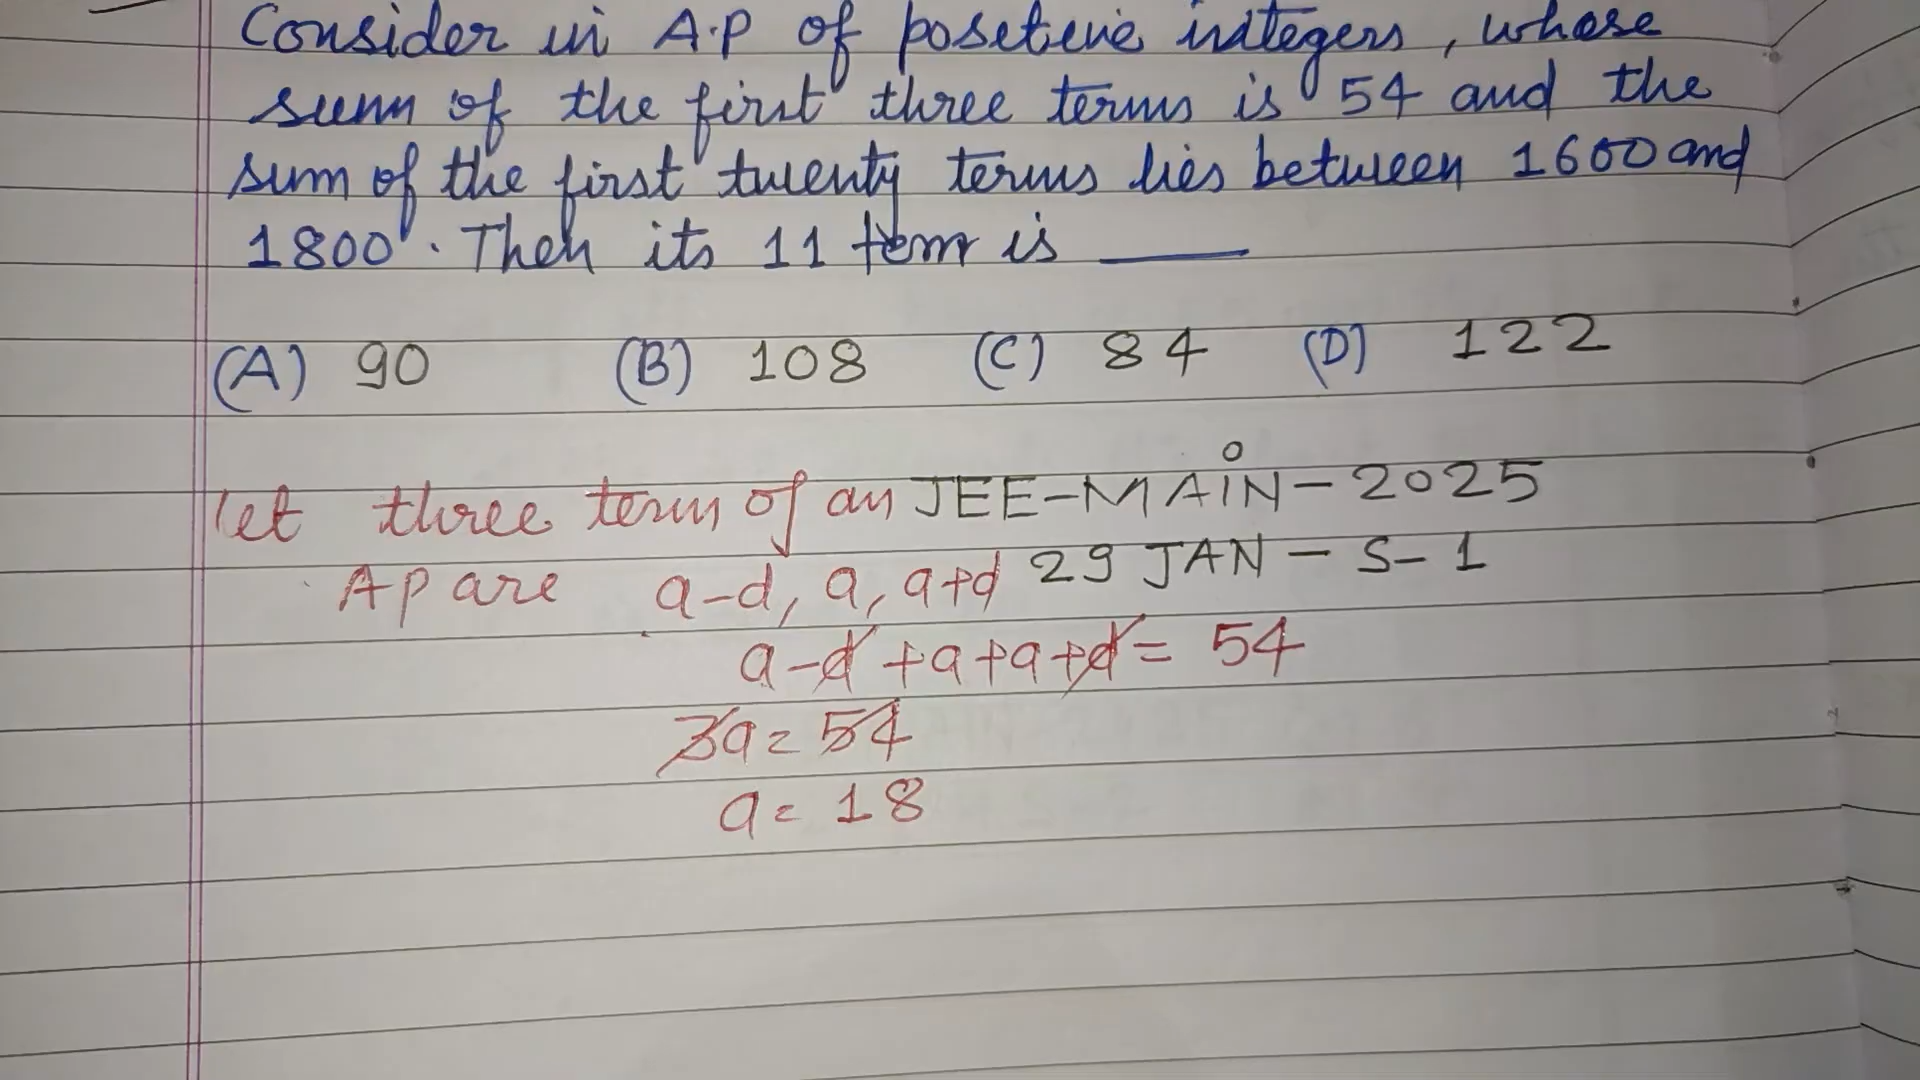 Consider in A.P of posetive integers, whose
sum of the first three terms is 54 and the
sum of the first twenty terms lies between 1600 and
1800. Then its 11 term is ____
(A) 90 (B) 108 (C) 84 (D) 122
let three term of an JEE-MAIN-2025
AP are a-d, a, a+d 29 JAN - S-1
a-d+a+a+d = 54
3a = 54
a = 18